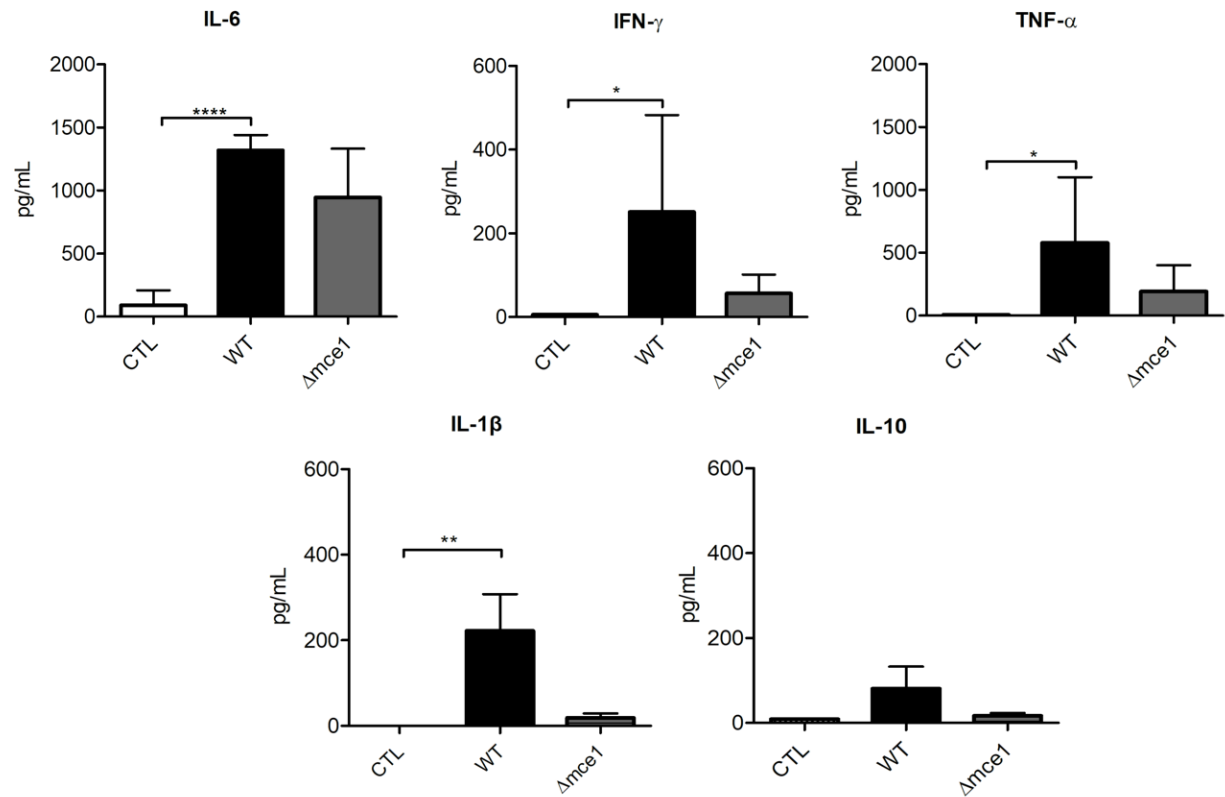 IL-6
2000
1500
1000
500
0
pg/mL
****
CTL
WT
Δmce1
IFN-γ
600
400
200
0
pg/mL
*
CTL
WT
Δmce1
TNF-α
2000
1500
1000
500
0
pg/mL
*
CTL
WT
Δmce1
IL-1β
600
400
200
0
pg/mL
**
CTL
WT
Δmce1
IL-10
600
400
200
0
pg/mL
CTL
WT
Δmce1